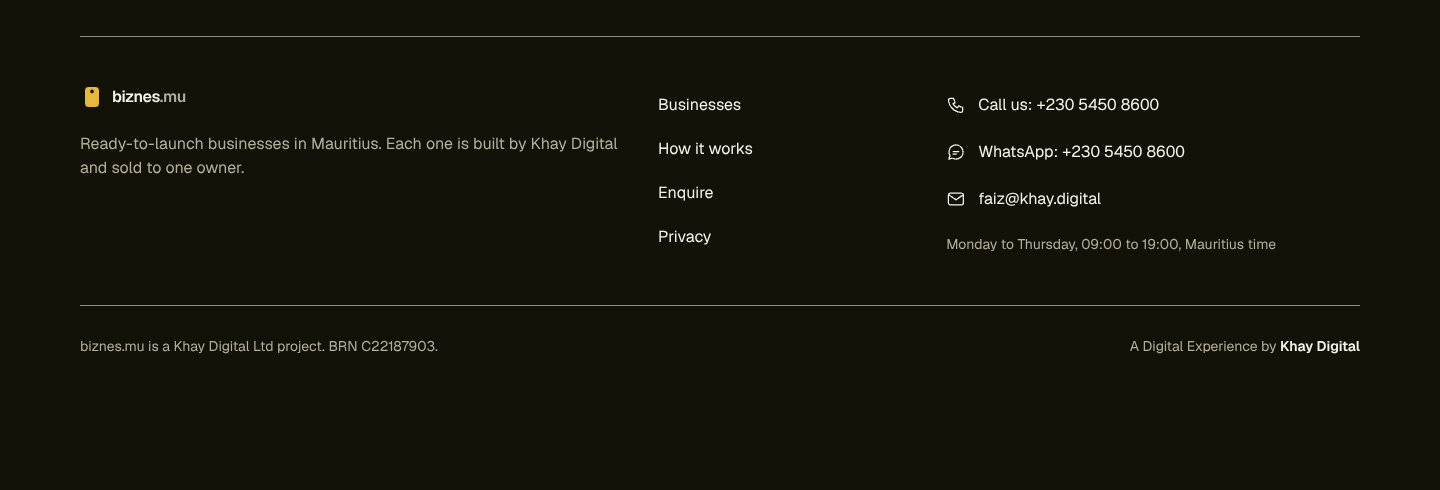 biznes.mu
Ready-to-launch businesses in Mauritius. Each one is built by Khay Digital
and sold to one owner.
Businesses
How it works
Enquire
Privacy
Call us: +230 5450 8600
WhatsApp: +230 5450 8600
faiz@khay.digital
Monday to Thursday, 09:00 to 19:00, Mauritius time
biznes.mu is a Khay Digital Ltd project. BRN C22187903.
A Digital Experience by Khay Digital